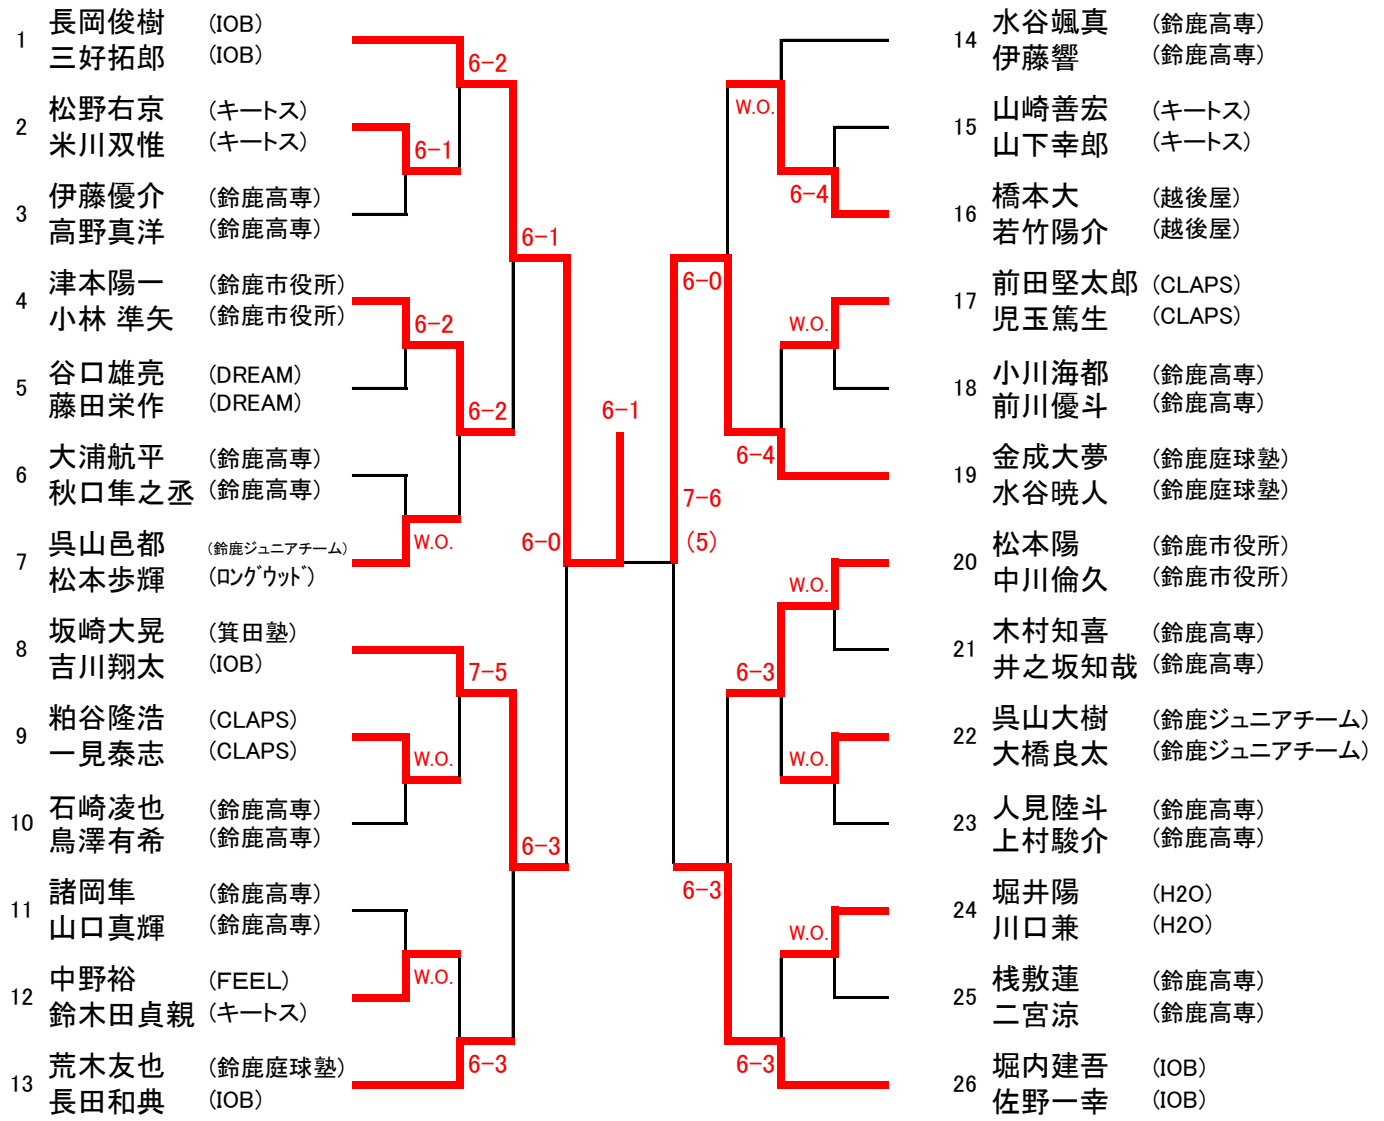 1 長岡俊樹 (IOB)
三好拓郎 (IOB)
2 松野右京 (キートス)
米川双惟 (キートス)
3 伊藤優介 (鈴鹿高専)
高野真洋 (鈴鹿高専)
4 津本陽一 (鈴鹿市役所)
小林 準矢 (鈴鹿市役所)
5 谷口雄亮 (DREAM)
藤田栄作 (DREAM)
6 大浦航平 (鈴鹿高専)
秋口隼之丞 (鈴鹿高専)
7 呉山邑都 (鈴鹿ジュニアチーム)
松本歩輝 (ロングウッド)
8 坂崎大晃 (箕田塾)
吉川翔太 (IOB)
9 粕谷隆浩 (CLAPS)
一見泰志 (CLAPS)
10 石崎凌也 (鈴鹿高専)
鳥澤有希 (鈴鹿高専)
11 諸岡隼 (鈴鹿高専)
山口真輝 (鈴鹿高専)
12 中野裕 (FEEL)
鈴木田貞親 (キートス)
13 荒木友也 (鈴鹿庭球塾)
長田和典 (IOB)
6-2
6-1
6-1
6-2
6-2
W.O.
6-0
7-5
W.O.
6-3
W.O.
6-3
6-1
W.O.
6-4
6-0
W.O.
6-4
7-6
(5)
W.O.
6-3
W.O.
6-3
W.O.
6-3
14 水谷颯真 (鈴鹿高専)
伊藤響 (鈴鹿高専)
15 山崎善宏 (キートス)
山下幸郎 (キートス)
16 橋本大 (越後屋)
若竹陽介 (越後屋)
17 前田堅太郎 (CLAPS)
児玉篤生 (CLAPS)
18 小川海都 (鈴鹿高専)
前川優斗 (鈴鹿高専)
19 金成大夢 (鈴鹿庭球塾)
水谷暁人 (鈴鹿庭球塾)
20 松本陽 (鈴鹿市役所)
中川倫久 (鈴鹿市役所)
21 木村知喜 (鈴鹿高専)
井之坂知哉 (鈴鹿高専)
22 呉山大樹 (鈴鹿ジュニアチーム)
大橋良太 (鈴鹿ジュニアチーム)
23 人見陸斗 (鈴鹿高専)
上村駿介 (鈴鹿高専)
24 堀井陽 (H2O)
川口兼 (H2O)
25 桟敷蓮 (鈴鹿高専)
二宮涼 (鈴鹿高専)
26 堀内建吾 (IOB)
佐野一幸 (IOB)